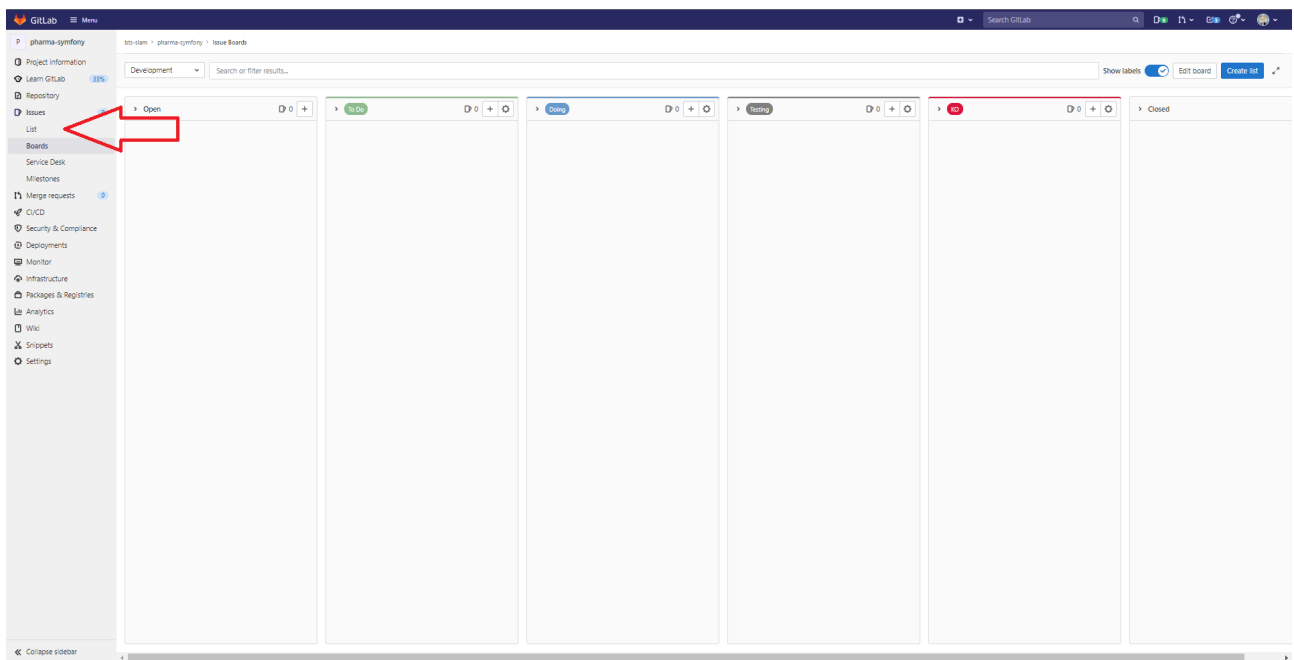 GitLab Menu Search GitLab
P pharma-symfony
bts-slam > pharma-symfony > Issue Boards
Project information
Learn GitLab 33%
Repository
Issues
List
Boards
Service Desk
Milestones
Merge requests 0
CI/CD
Security & Compliance
Deployments
Monitor
Infrastructure
Packages & Registries
Analytics
Wiki
Snippets
Settings
Collapse sidebar
Development Search or filter results... Show labels Edit board Create list
Open 0 To Do 0 Doing 0 Testing 0 KO 0 Closed